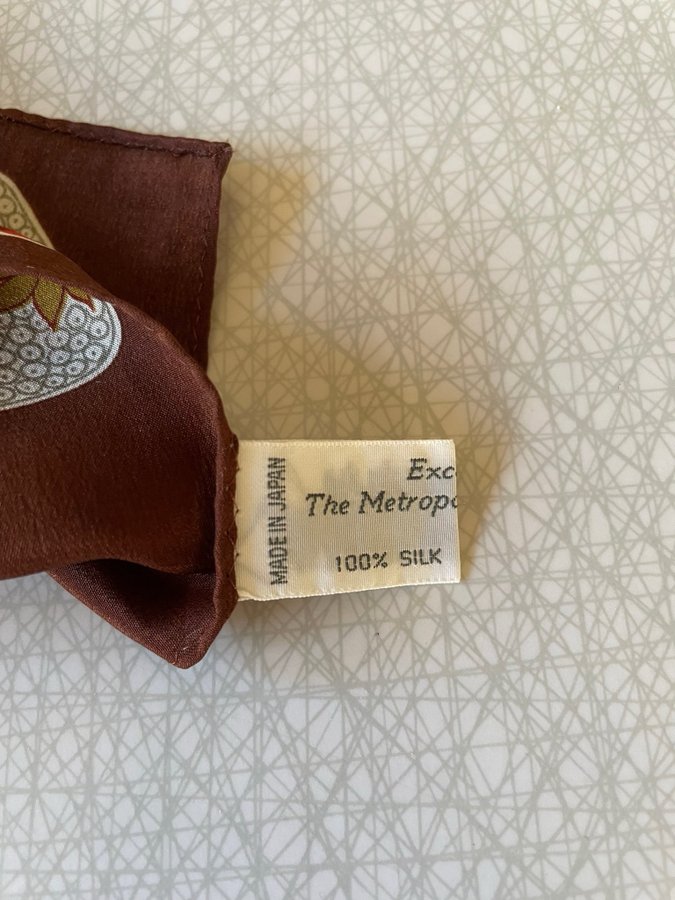 MADE IN JAPAN
Exc
The Metropo
100% SILK